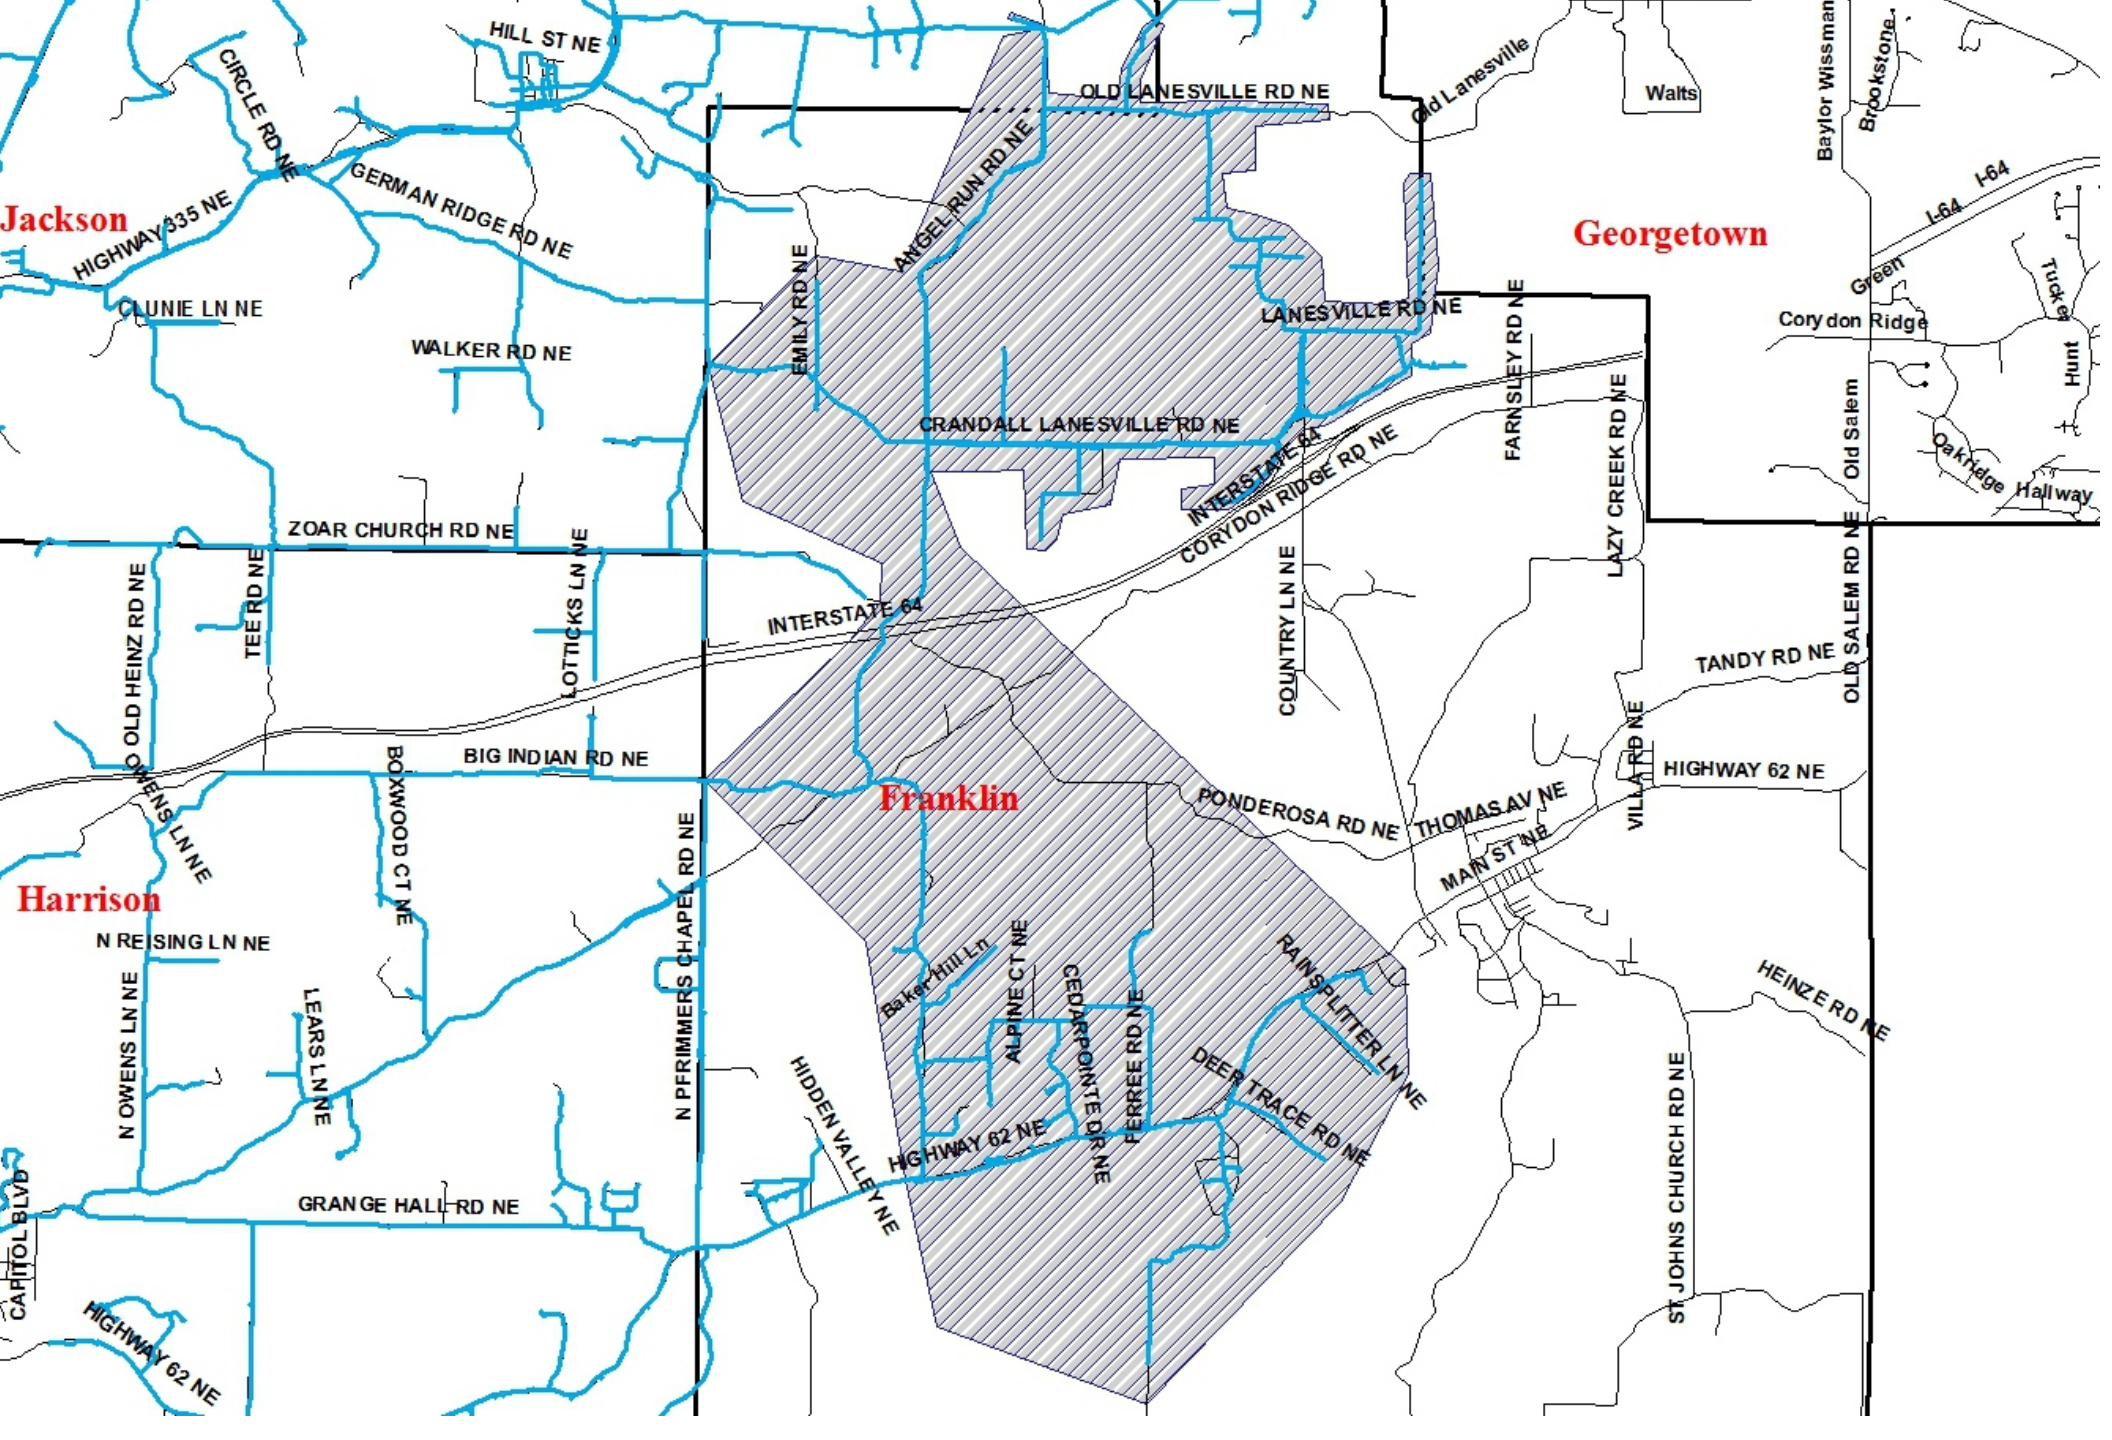 HILL ST NE
CIRCLE RD NE
OLD LANESVILLE RD NE
Old Lanesville
Walts
Baylor Wissman
Brookstone
GERMAN RIDGE RD NE
ANGEL RUN RD NE
I-64
I-64
Jackson
HIGHWAY 335 NE
Georgetown
Green
Tucker
CLUNIE LN NE
EMILY RD NE
LANESVILLE RD NE
FARNSLEY RD NE
Corydon Ridge
WALKER RD NE
Hunt
CRANDALL LANESVILLE RD NE
LAZY CREEK RD NE
Old Salem
Oakridge
Hallway
INTERSTATE 64
CORYDON RIDGE RD NE
ZOAR CHURCH RD NE
OLD HEINZ RD NE
TEE RD NE
LOTTICKS LN NE
INTERSTATE 64
COUNTRY LN NE
OLD SALEM RD NE
TANDY RD NE
BIG INDIAN RD NE
VILLA RD NE
HIGHWAY 62 NE
OWENS LN NE
BOXWOOD CT NE
Franklin
PONDEROSA RD NE
THOMAS AV NE
MAIN ST NE
Harrison
N REISING LN NE
N PFRIMMERS CHAPEL RD NE
Baker Hill Ln
ALPINE CT NE
CEDARPOINTE DR NE
FERREE RD NE
RAINSPLITTER LN NE
HEINZE RD NE
N OWENS LN NE
LEARS LN NE
HIDDEN VALLEY NE
DEER TRACE RD NE
HIGHWAY 62 NE
ST JOHNS CHURCH RD NE
CAPITOL BLVD
GRANGE HALL RD NE
HIGHWAY 62 NE